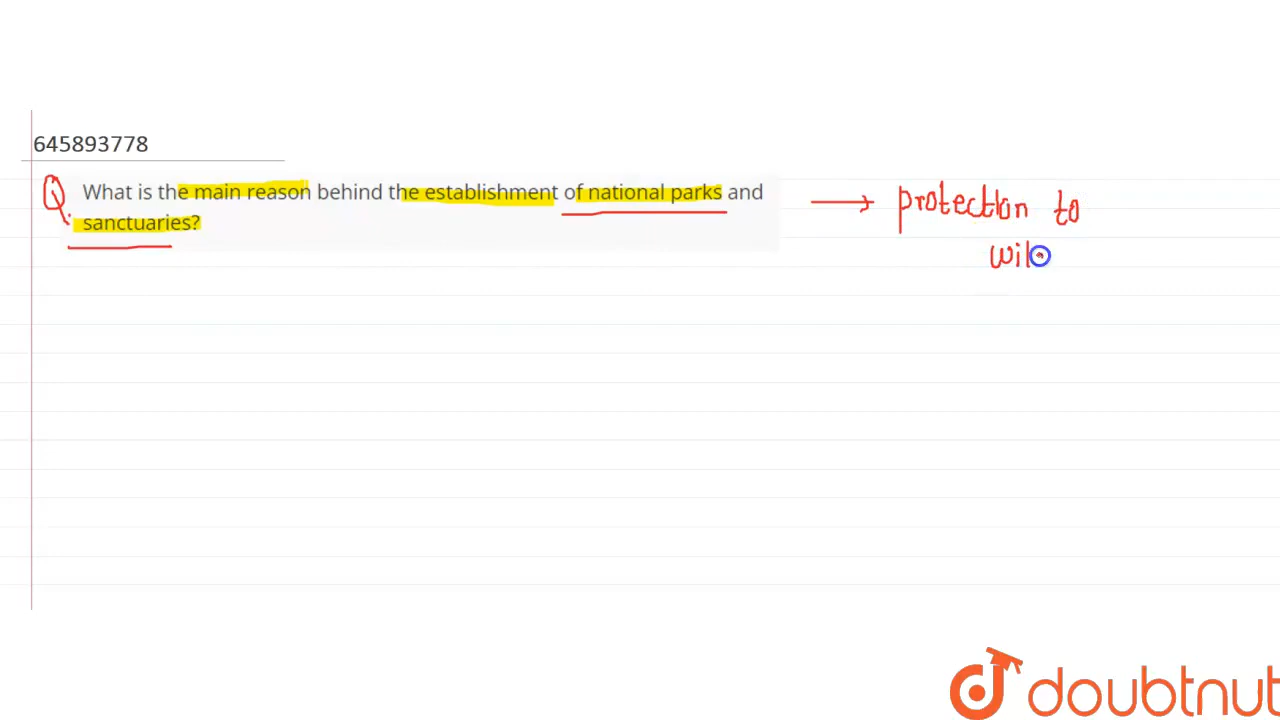 645893778
Q. What is the main reason behind the establishment of national parks and
sanctuaries?
→ protection to
wil
doubtnut